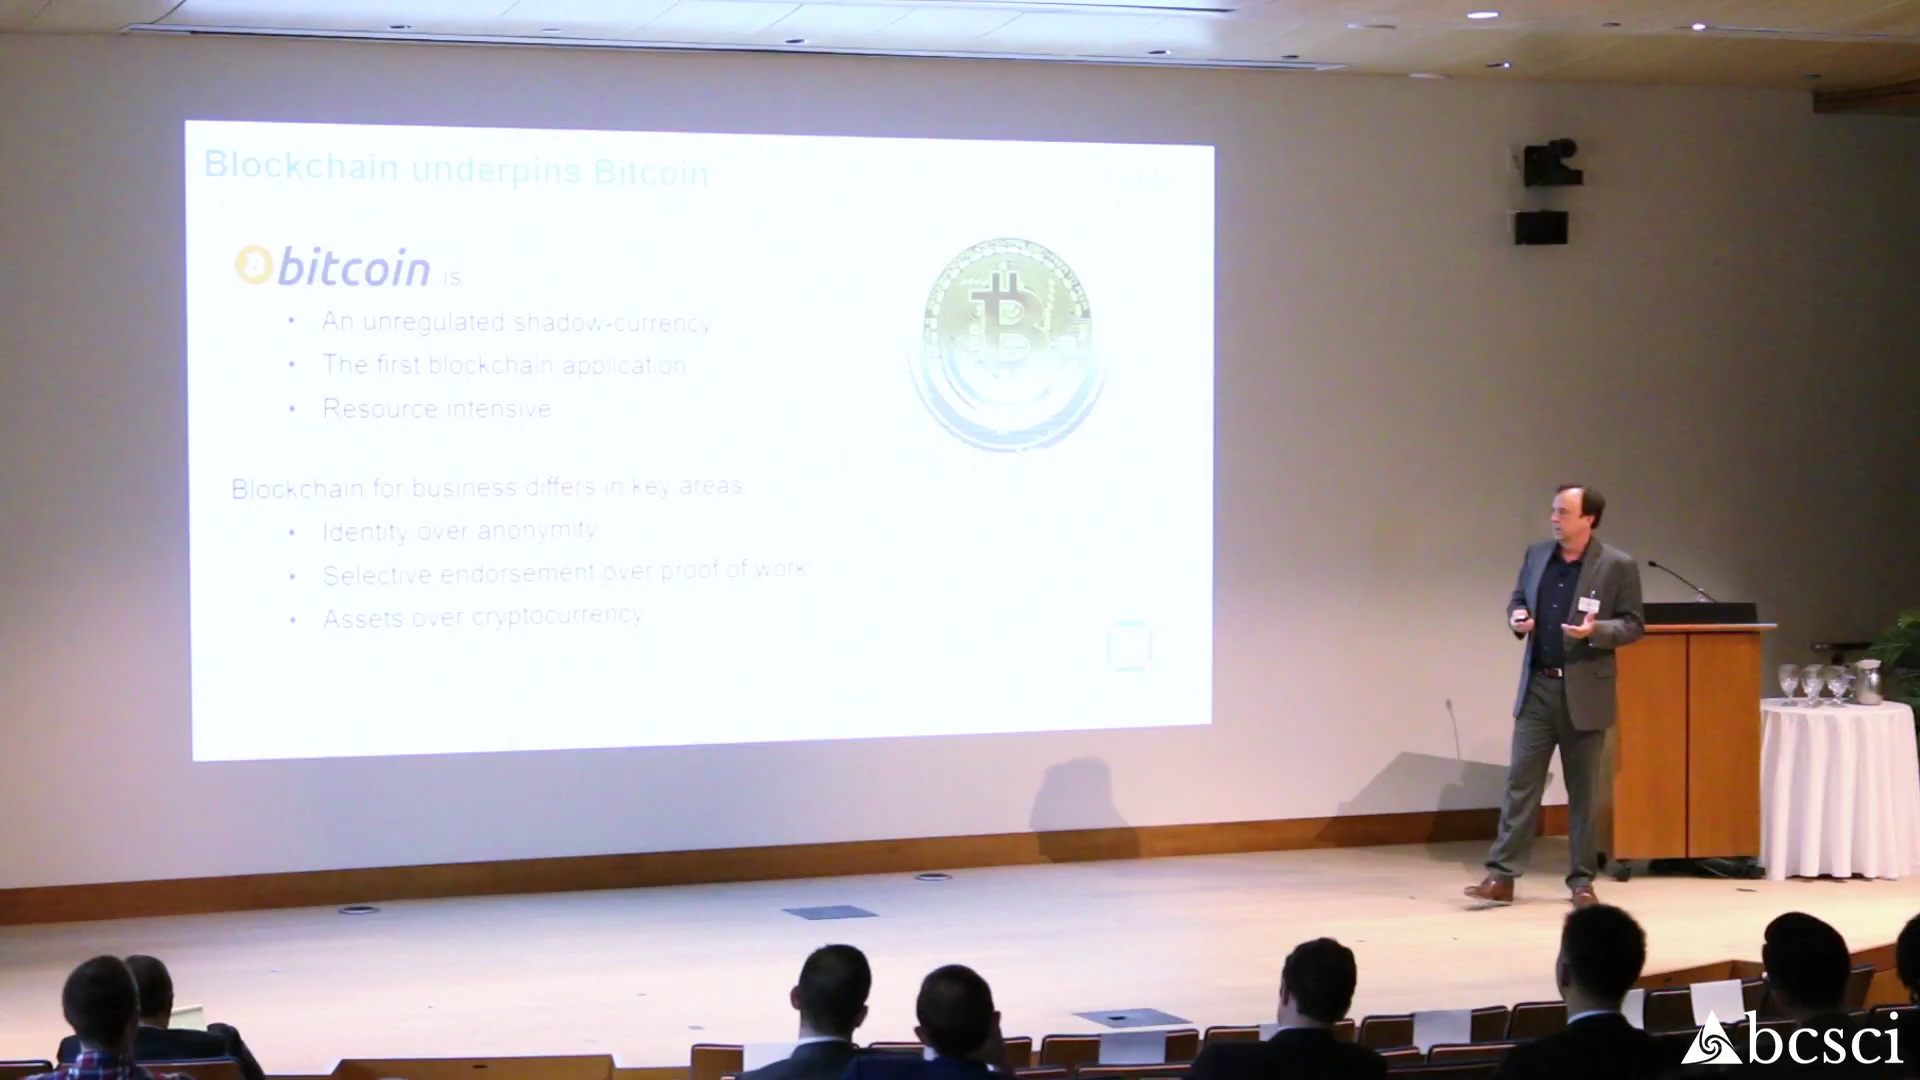 Blockchain underpins Bitcoin
bitcoin is:
• An unregulated shadow-currency
• The first blockchain application
• Resource intensive
Blockchain for business differs in key areas
• Identity over anonymity
• Selective endorsement over proof of work
• Assets over cryptocurrency
bcsci